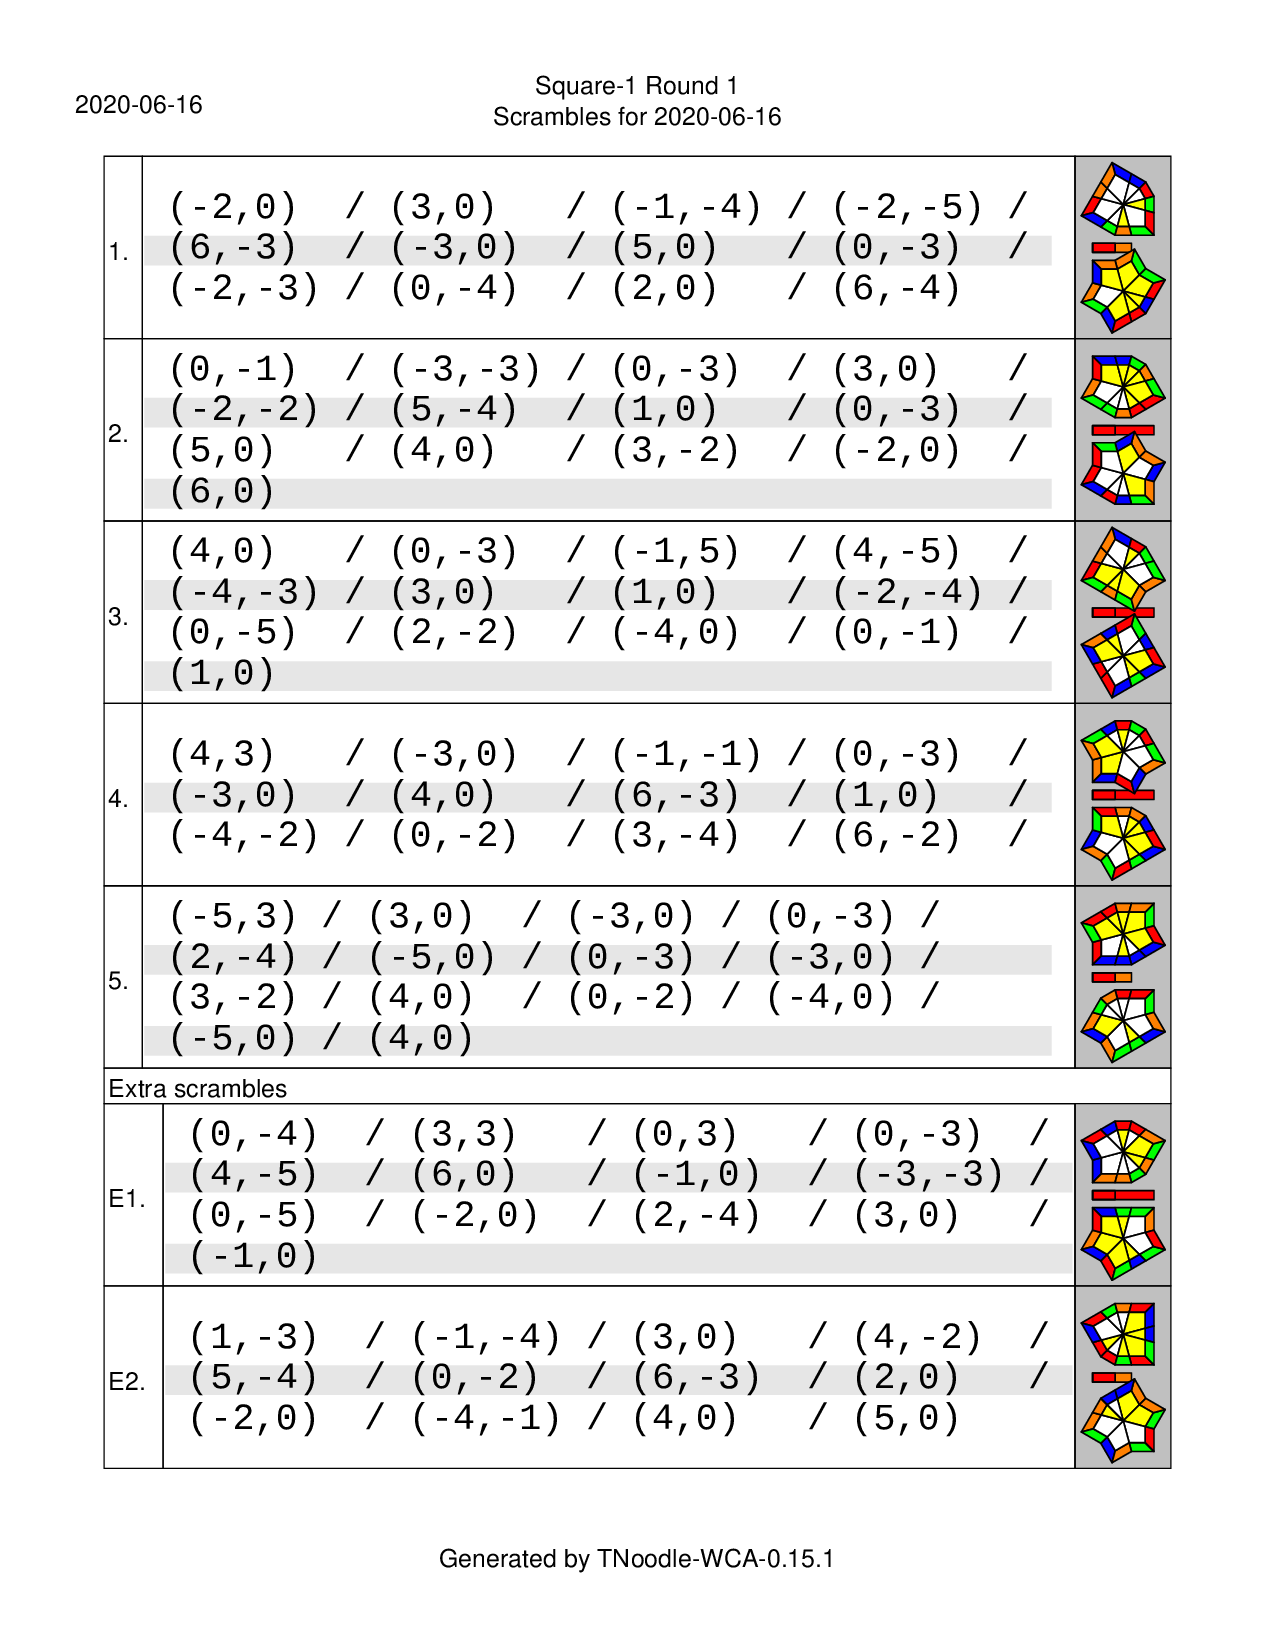 Square-1 Round 1
2020-06-16
Scrambles for 2020-06-16
1.
(-2,0) / (3,0) / (-1,-4) / (-2,-5) /
(6,-3) / (-3,0) / (5,0) / (0,-3) /
(-2,-3) / (0,-4) / (2,0) / (6,-4)
2.
(0,-1) / (-3,-3) / (0,-3) / (3,0) /
(-2,-2) / (5,-4) / (1,0) / (0,-3) /
(5,0) / (4,0) / (3,-2) / (-2,0) /
(6,0)
3.
(4,0) / (0,-3) / (-1,5) / (4,-5) /
(-4,-3) / (3,0) / (1,0) / (-2,-4) /
(0,-5) / (2,-2) / (-4,0) / (0,-1) /
(1,0)
4.
(4,3) / (-3,0) / (-1,-1) / (0,-3) /
(-3,0) / (4,0) / (6,-3) / (1,0) /
(-4,-2) / (0,-2) / (3,-4) / (6,-2) /
5.
(-5,3) / (3,0) / (-3,0) / (0,-3) /
(2,-4) / (-5,0) / (0,-3) / (-3,0) /
(3,-2) / (4,0) / (0,-2) / (-4,0) /
(-5,0) / (4,0)
Extra scrambles
E1.
(0,-4) / (3,3) / (0,3) / (0,-3) /
(4,-5) / (6,0) / (-1,0) / (-3,-3) /
(0,-5) / (-2,0) / (2,-4) / (3,0) /
(-1,0)
E2.
(1,-3) / (-1,-4) / (3,0) / (4,-2) /
(5,-4) / (0,-2) / (6,-3) / (2,0) /
(-2,0) / (-4,-1) / (4,0) / (5,0)
Generated by TNoodle-WCA-0.15.1